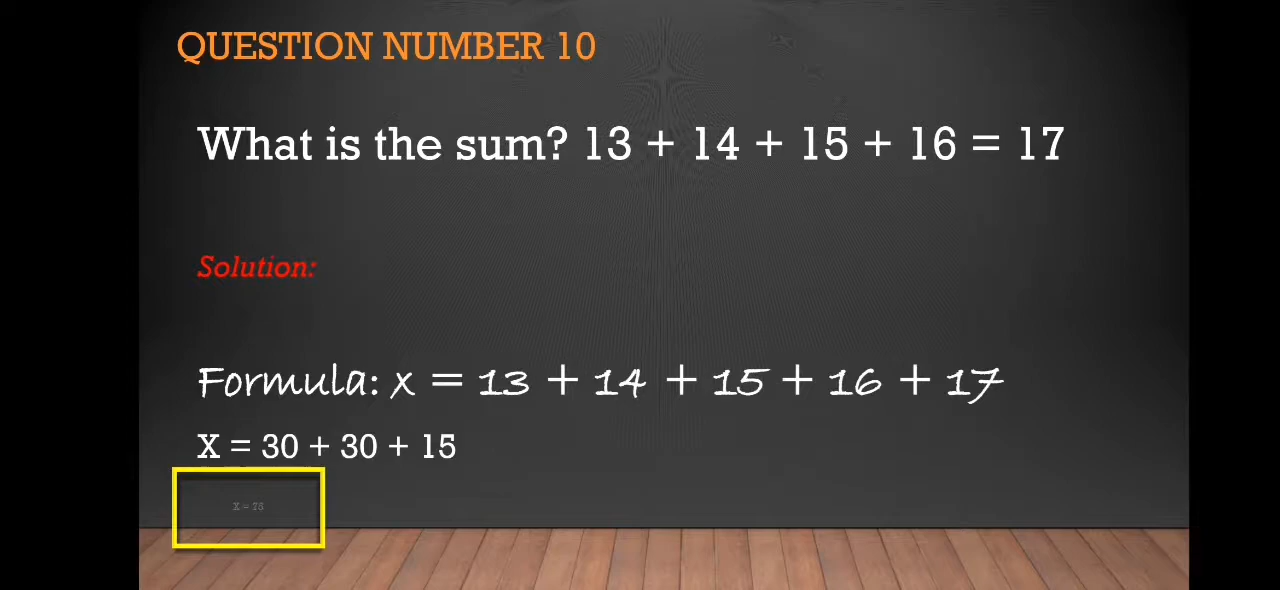 QUESTION NUMBER 10
What is the sum? 13 + 14 + 15 + 16 = 17
Solution:
Formula: x = 13 + 14 + 15 + 16 + 17
X = 30 + 30 + 15
X = 75